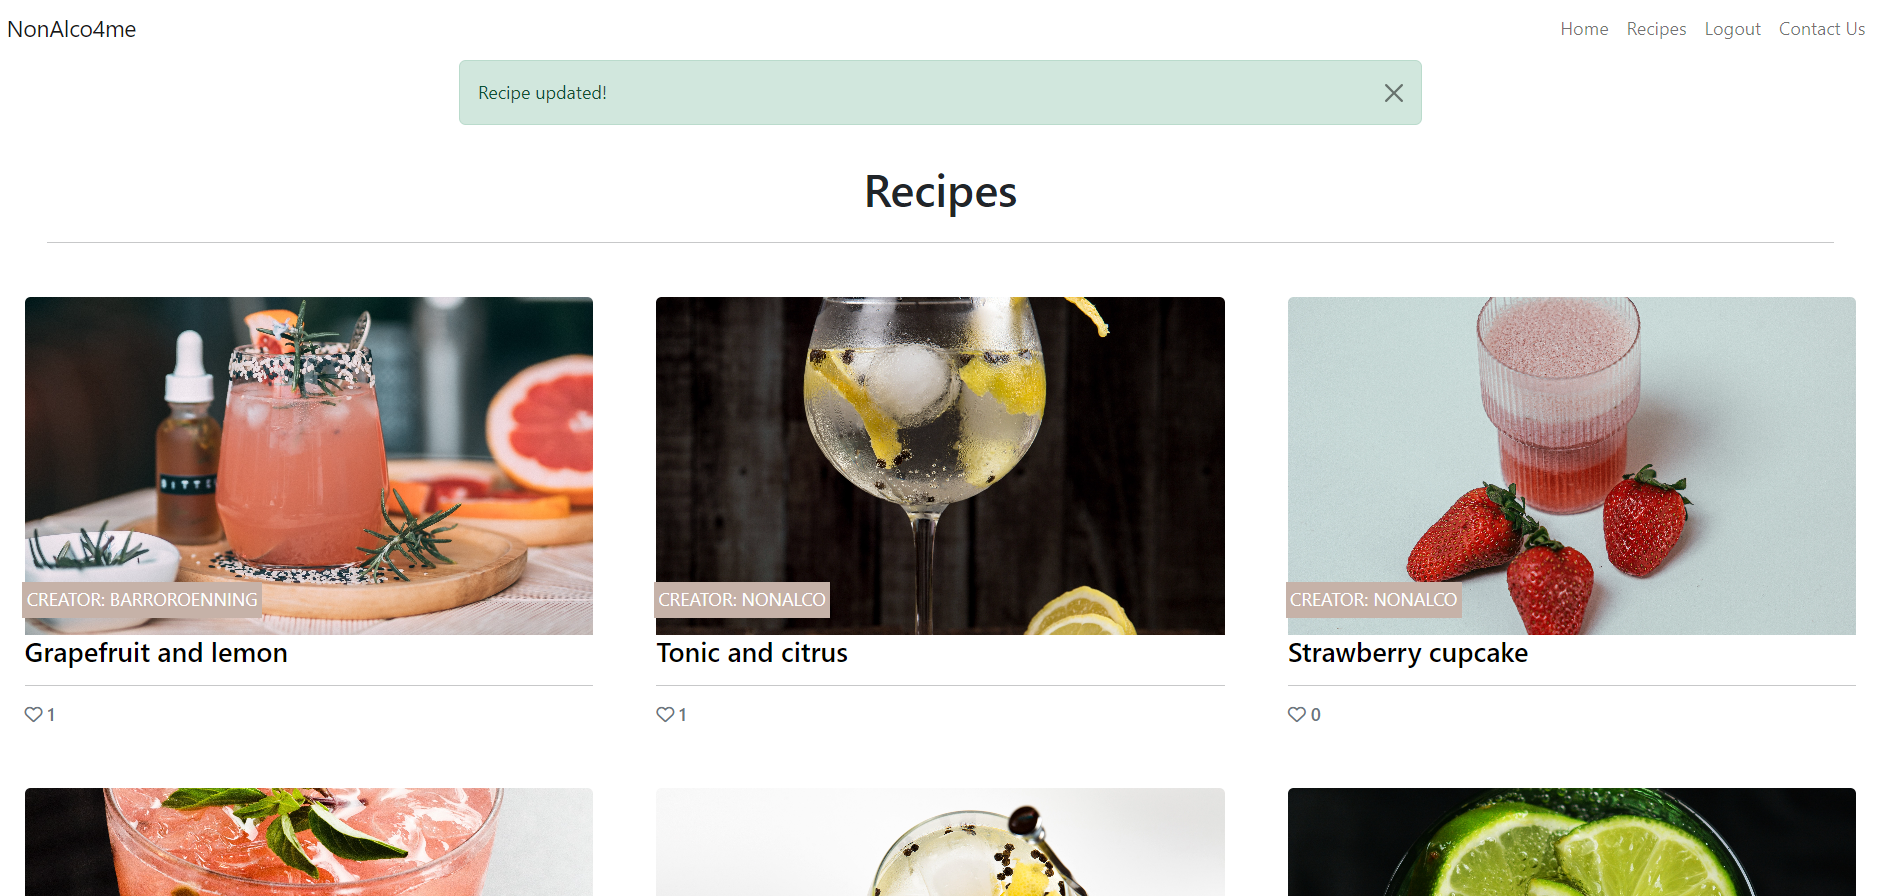 NonAlco4me
Home Recipes Logout Contact Us
Recipe updated!
Recipes
CREATOR: BARROROENNING
CREATOR: NONALCO
CREATOR: NONALCO
Grapefruit and lemon
Tonic and citrus
Strawberry cupcake
1
1
0